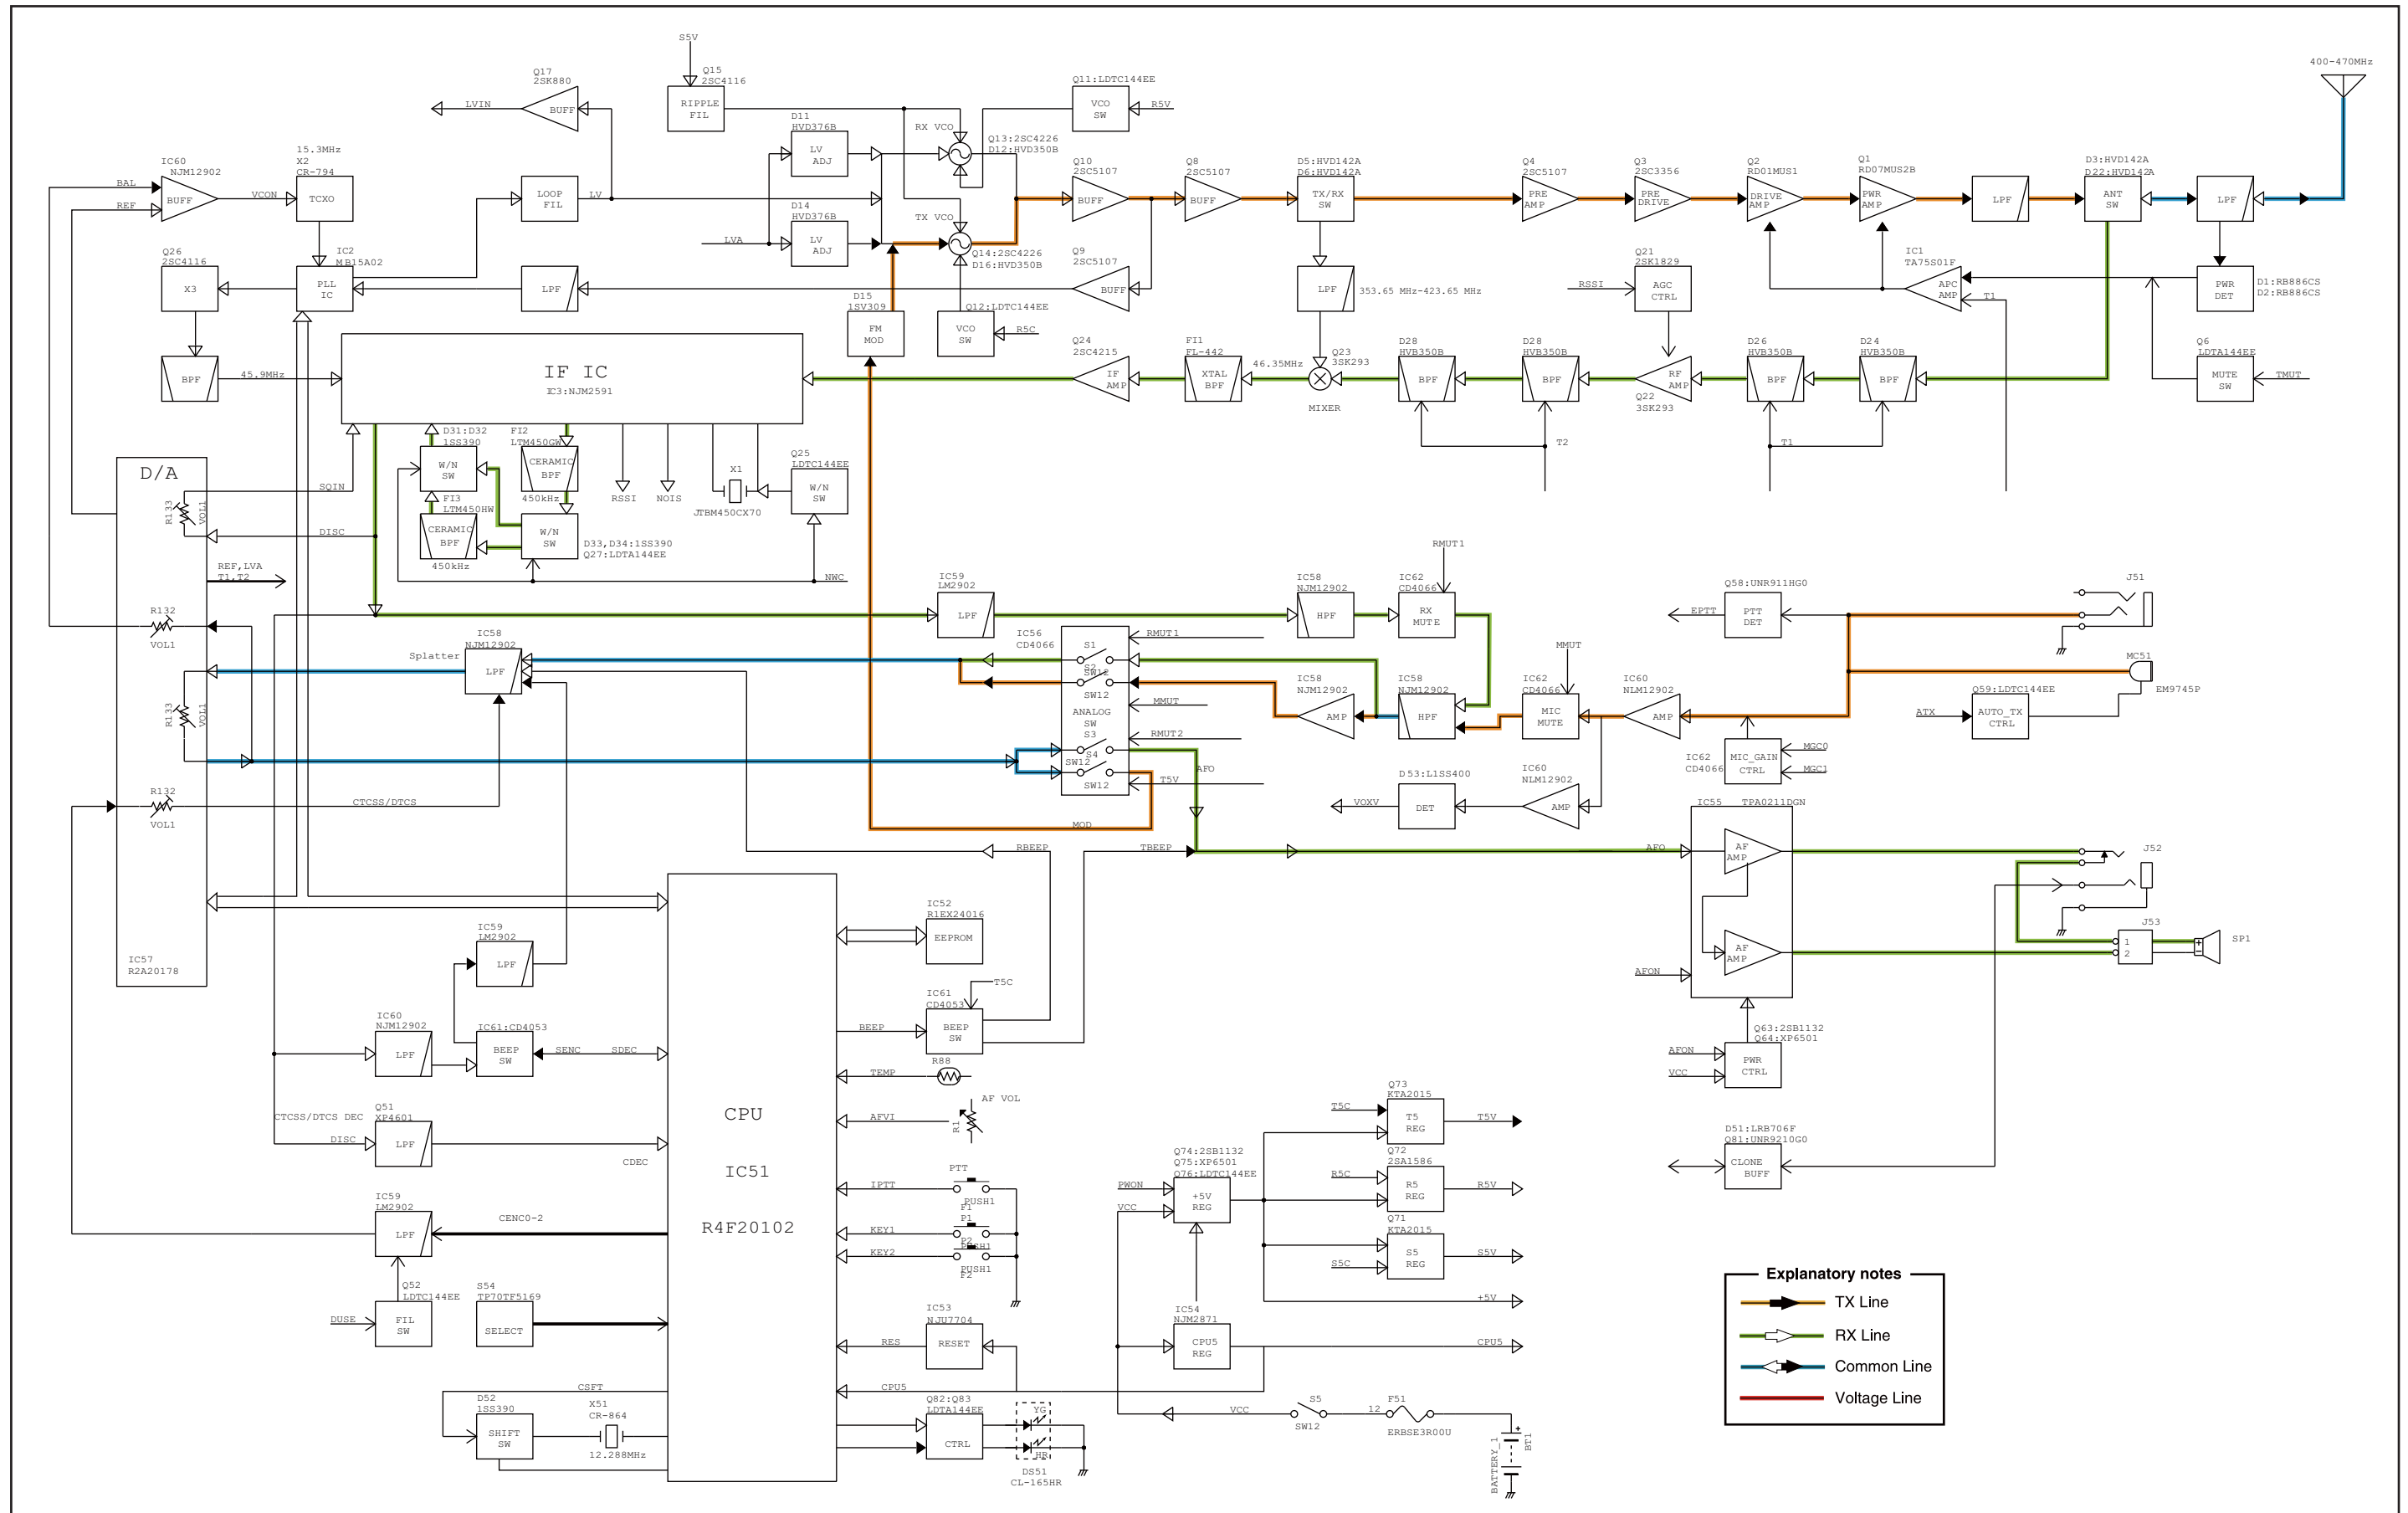 S5V
400-470MHz
Q17
2SK880
LVIN
BUFF
Q15
2SC4116
RIPPLE
FIL
Q11:LDTC144EE
VCO
SW
R5V
D11
HVD376B
LV
ADJ
RX VCO
Q13:2SC4226
D12:HVD350B
IC60
NJM12902
BAL
REF
BUFF
VCON
15.3MHz
X2
CR-794
TCXO
LOOP
FIL
LV
D14
HVD376B
LV
ADJ
LVA
TX VCO
Q14:2SC4226
D16:HVD350B
Q10
2SC5107
BUFF
Q8
2SC5107
BUFF
D5:HVD142A
D6:HVD142A
TX/RX
SW
Q4
2SC5107
PRE
AMP
Q3
2SC3356
PRE
DRIVE
Q2
RD01MUS1
DRIVE
AMP
Q1
RD07MUS2B
PWR
AMP
LPF
D3:HVD142A
D22:HVD142A
ANT
SW
LPF
Q26
2SC4116
X3
IC2
MB15A02
PLL
IC
LPF
Q9
2SC5107
BUFF
D15
1SV309
FM
MOD
Q12:LDTC144EE
VCO
SW
R5C
LPF
353.65 MHz-423.65 MHz
RSSI
Q21
2SK1829
AGC
CTRL
IC1
TA75S01F
APC
AMP
T1
PWR
DET
D1:RB886CS
D2:RB886CS
BPF
45.9MHz
IF IC
IC3:NJM2591
Q24
2SC4215
IF
AMP
FI1
FL-442
XTAL
BPF
46.35MHz
Q23
3SK293
MIXER
D28
HVB350B
BPF
D28
HVB350B
BPF
RF
AMP
Q22
3SK293
D26
HVB350B
BPF
D24
HVB350B
BPF
Q6
LDTA144EE
MUTE
SW
TMUT
T2
T1
D/A
SQIN
R133
VOL1
DISC
D31:D32
1SS390
W/N
SW
FI2
LTM450GW
CERAMIC
BPF
450kHz
FI3
LTM450HW
CERAMIC
BPF
450kHz
W/N
SW
D33,D34:1SS390
Q27:LDTA144EE
RSSI
NOIS
X1
JTBM450CX70
Q25
LDTC144EE
W/N
SW
NWC
REF,LVA
T1,T2
R132
VOL1
IC58
NJM12902
Splatter
LPF
R133
VOL1
R132
VOL1
CTCSS/DTCS
IC59
LM2902
LPF
IC56
CD4066
S1
S2
SW12
SW12
ANALOG
SW
S3
S4
SW12
SW12
RMUT1
MMUT
RMUT2
T5V
AFO
MOD
IC58
NJM12902
HPF
IC62
CD4066
RX
MUTE
RMUT1
IC58
NJM12902
AMP
IC58
NJM12902
HPF
MMUT
IC62
CD4066
MIC
MUTE
IC60
NLM12902
AMP
Q58:UNR911HG0
EPTT
PTT
DET
J51
MC51
EM9745P
Q59:LDTC144EE
ATX
AUTO_TX
CTRL
IC62
CD4066
MIC_GAIN
CTRL
MGC0
MGC1
VOXV
D53:L1SS400
DET
IC60
NLM12902
AMP
RBEEP
TBEEP
AFO
IC55 TPA0211DGN
AF
AMP
AF
AMP
AFON
J52
J53
1
2
SP1
Q63:2SB1132
Q64:XP6501
AFON
VCC
PWR
CTRL
IC57
R2A20178
IC59
LM2902
LPF
IC60
NJM12902
LPF
IC61:CD4053
BEEP
SW
SENC
SDEC
Q51
XP4601
CTCSS/DTCS DEC
DISC
LPF
CDEC
IC59
LM2902
LPF
CENC0-2
Q52
LDTC144EE
DUSE
FIL
SW
S54
TP70TF5169
SELECT
CSFT
D52
1SS390
SHIFT
SW
X51
CR-864
12.288MHz
CPU
IC51
R4F20102
IC52
R1EX24016
EEPROM
T5C
IC61
CD4053
BEEP
BEEP
SW
R88
TEMP
AF VOL
AFVI
R1
PTT
IPTT
PUSH1
F1
P1
KEY1
P2
PUSH1
KEY2
PUSH1
F2
IC53
NJU7704
RES
RESET
CPU5
Q82:Q83
LDTA144EE
CTRL
YG
HR
DS51
CL-165HR
Q74:2SB1132
Q75:XP6501
Q76:LDTC144EE
PWON
VCC
+5V
REG
IC54
NJM2871
CPU5
REG
Q73
KTA2015
T5C
T5
REG
T5V
Q72
2SA1586
R5C
R5
REG
R5V
Q71
KTA2015
S5C
S5
REG
S5V
+5V
CPU5
VCC
S5
SW12
12
F51
ERBSE3R00U
BATTERY_1
BT1
+
D51:LRB706F
Q81:UNR9210G0
CLONE
BUFF
Explanatory notes
TX Line
RX Line
Common Line
Voltage Line